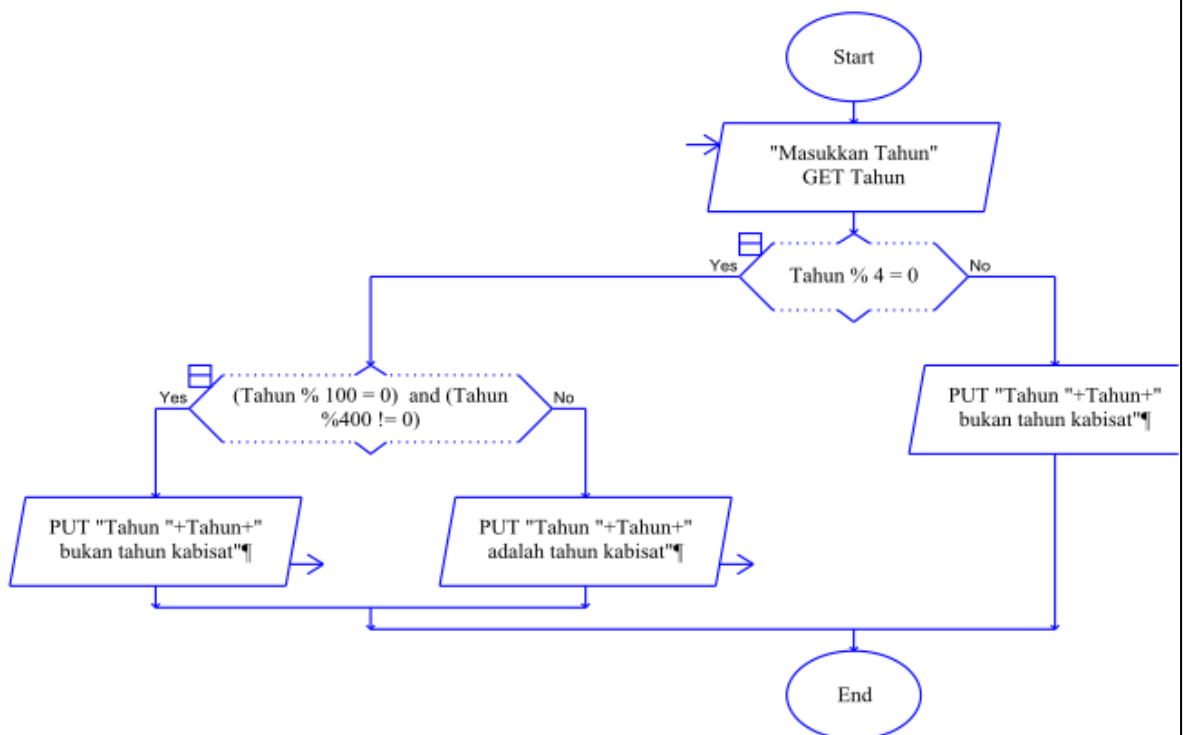 Start
"Masukkan Tahun"
GET Tahun
Yes
Tahun % 4 = 0
No
Yes
(Tahun % 100 = 0)  and (Tahun
%400 != 0)
No
PUT "Tahun "+Tahun+"
bukan tahun kabisat"¶
PUT "Tahun "+Tahun+"
bukan tahun kabisat"¶
PUT "Tahun "+Tahun+"
adalah tahun kabisat"¶
End